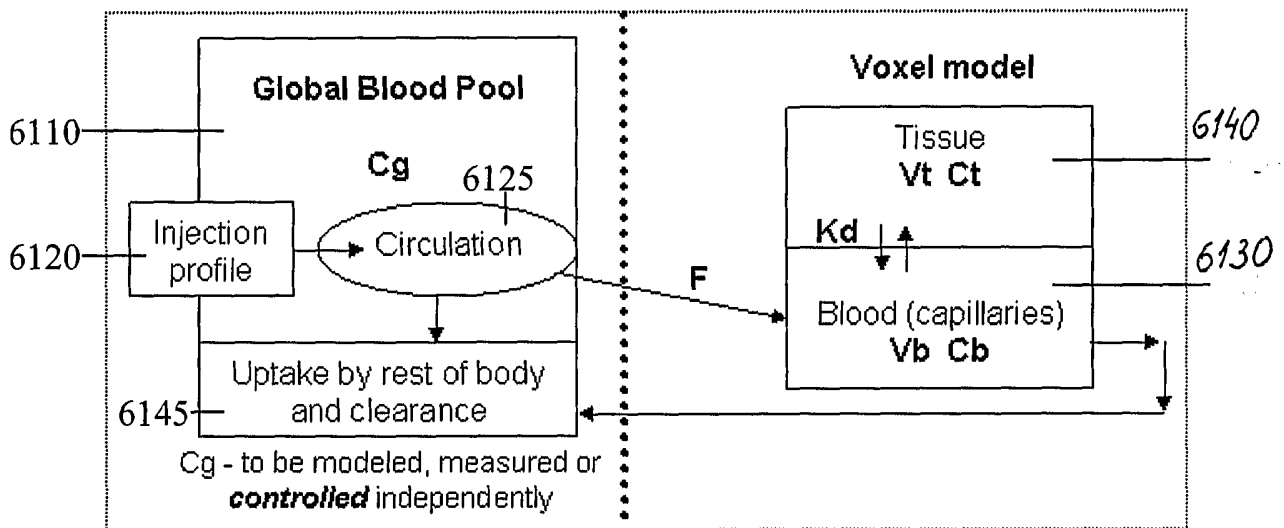 Global Blood Pool
6110
Cg
6125
Injection
profile
6120
Circulation
Uptake by rest of body
and clearance
6145
Cg - to be modeled, measured or
controlled independently
F
Voxel model
Tissue
Vt Ct
6140
Kd
6130
Blood (capillaries)
Vb Cb